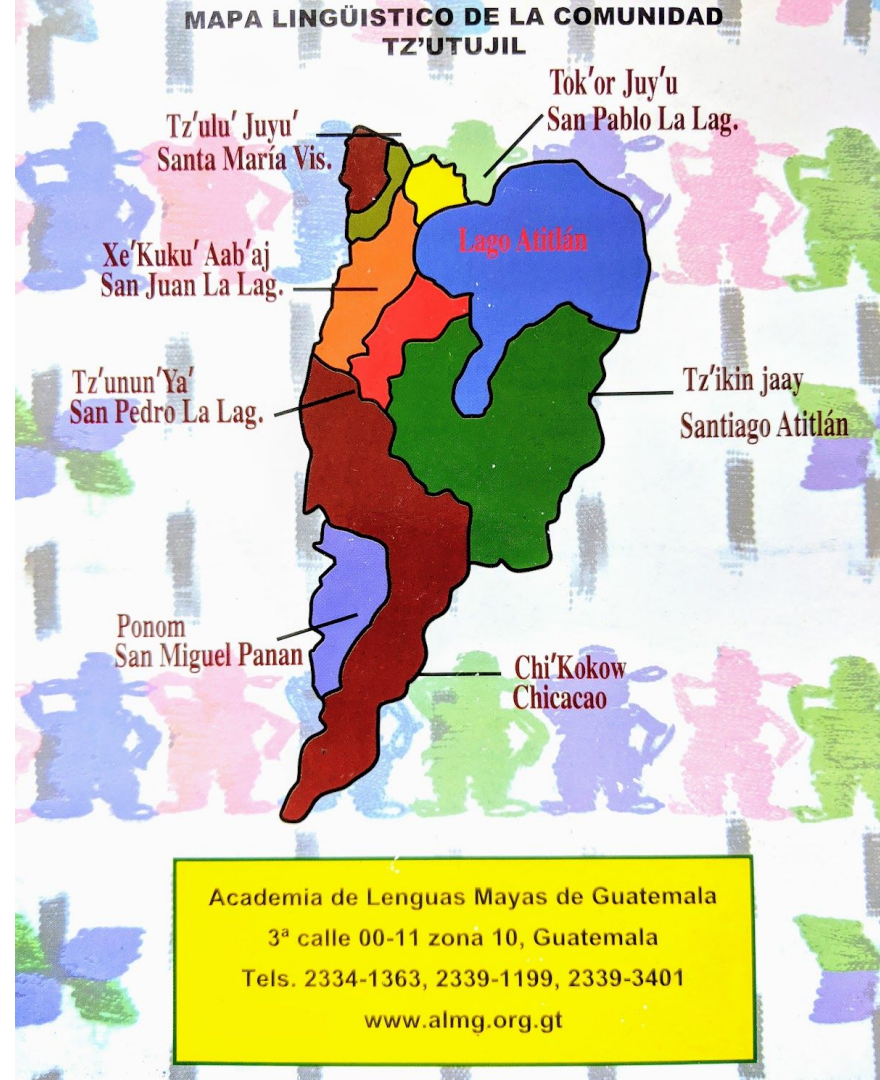 MAPA LINGÜISTICO DE LA COMUNIDAD
TZ'UTUJIL
Tok'or Juy'u
San Pablo La Lag.
Tz'ulu' Juyu'
Santa María Vis.
Lago Atitlán
Xe'Kuku' Aab'aj
San Juan La Lag.
Tz'unun'Ya'
San Pedro La Lag.
Tz'ikin jaay
Santiago Atitlán
Ponom
San Miguel Panan
Chi'Kokow
Chicacao
Academia de Lenguas Mayas de Guatemala
3ª calle 00-11 zona 10, Guatemala
Tels. 2334-1363, 2339-1199, 2339-3401
www.almg.org.gt